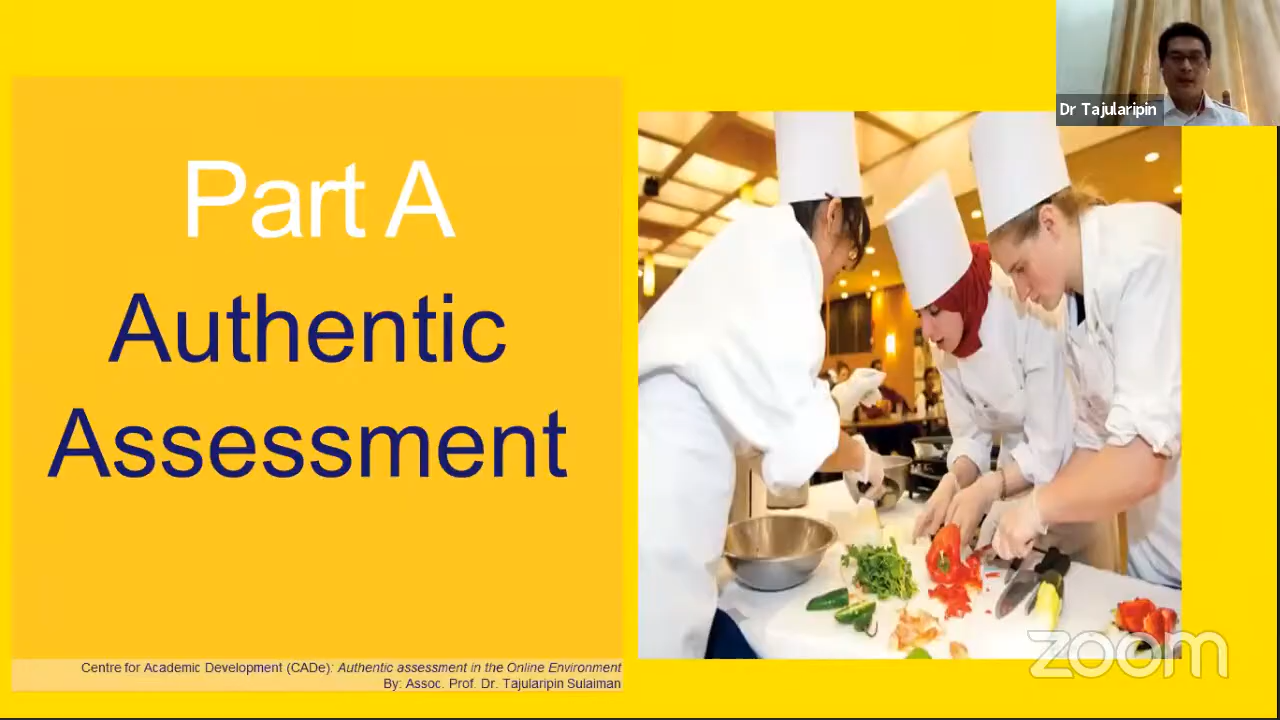 Dr Tajularipin
Part A
Authentic
Assessment
Centre for Academic Development (CADe): Authentic assessment in the Online Environment
By: Assoc. Prof. Dr. Tajularipin Sulaiman
zoom